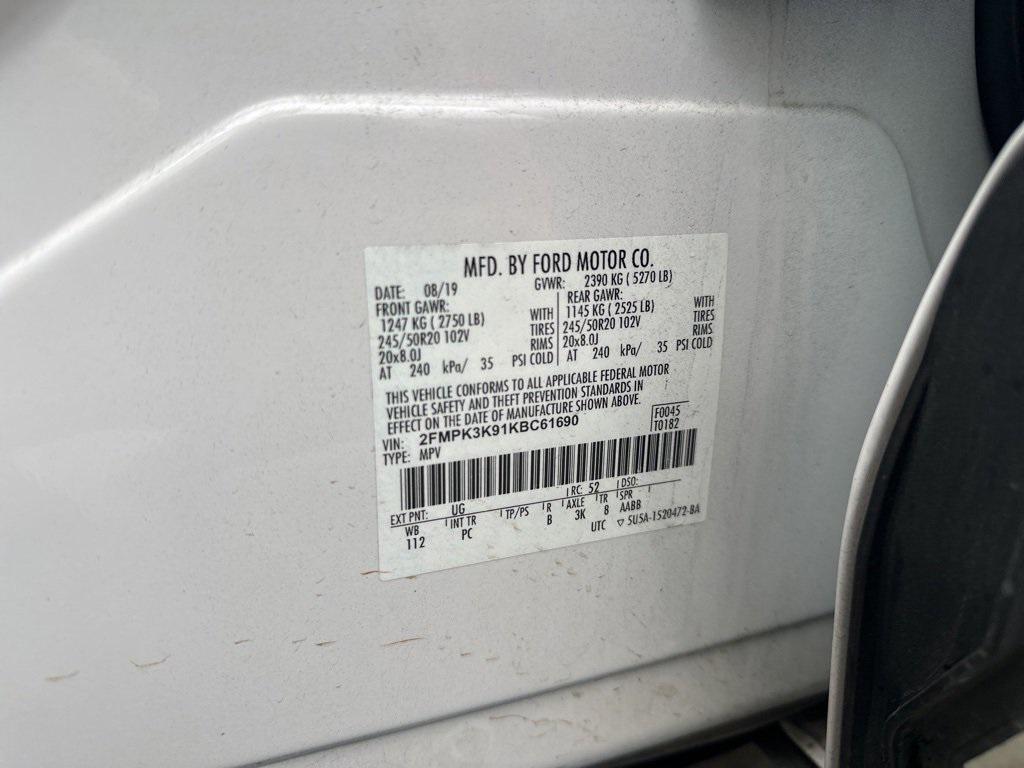 MFD. BY FORD MOTOR CO.
DATE: 08/19 GVWR: 2390 KG ( 5270 LB)
FRONT GAWR: REAR GAWR:
1247 KG ( 2750 LB) WITH 1145 KG ( 2525 LB) WITH
245/50R20 102V TIRES 245/50R20 102V TIRES
20x8.0J RIMS 20x8.0J RIMS
AT 240 kPa/ 35 PSI COLD AT 240 kPa/ 35 PSI COLD
THIS VEHICLE CONFORMS TO ALL APPLICABLE FEDERAL MOTOR
VEHICLE SAFETY AND THEFT PREVENTION STANDARDS IN
EFFECT ON THE DATE OF MANUFACTURE SHOWN ABOVE.
VIN: 2FMPK3K91KBC61690 F0045
TYPE: MPV T0182
EXT PNT: UG RC: 52 DSO:
WB INT TR TP/PS R AXLE TR SPR
112 PC B 3K 8 AABB
UTC ▽ 5U5A-1520472-BA